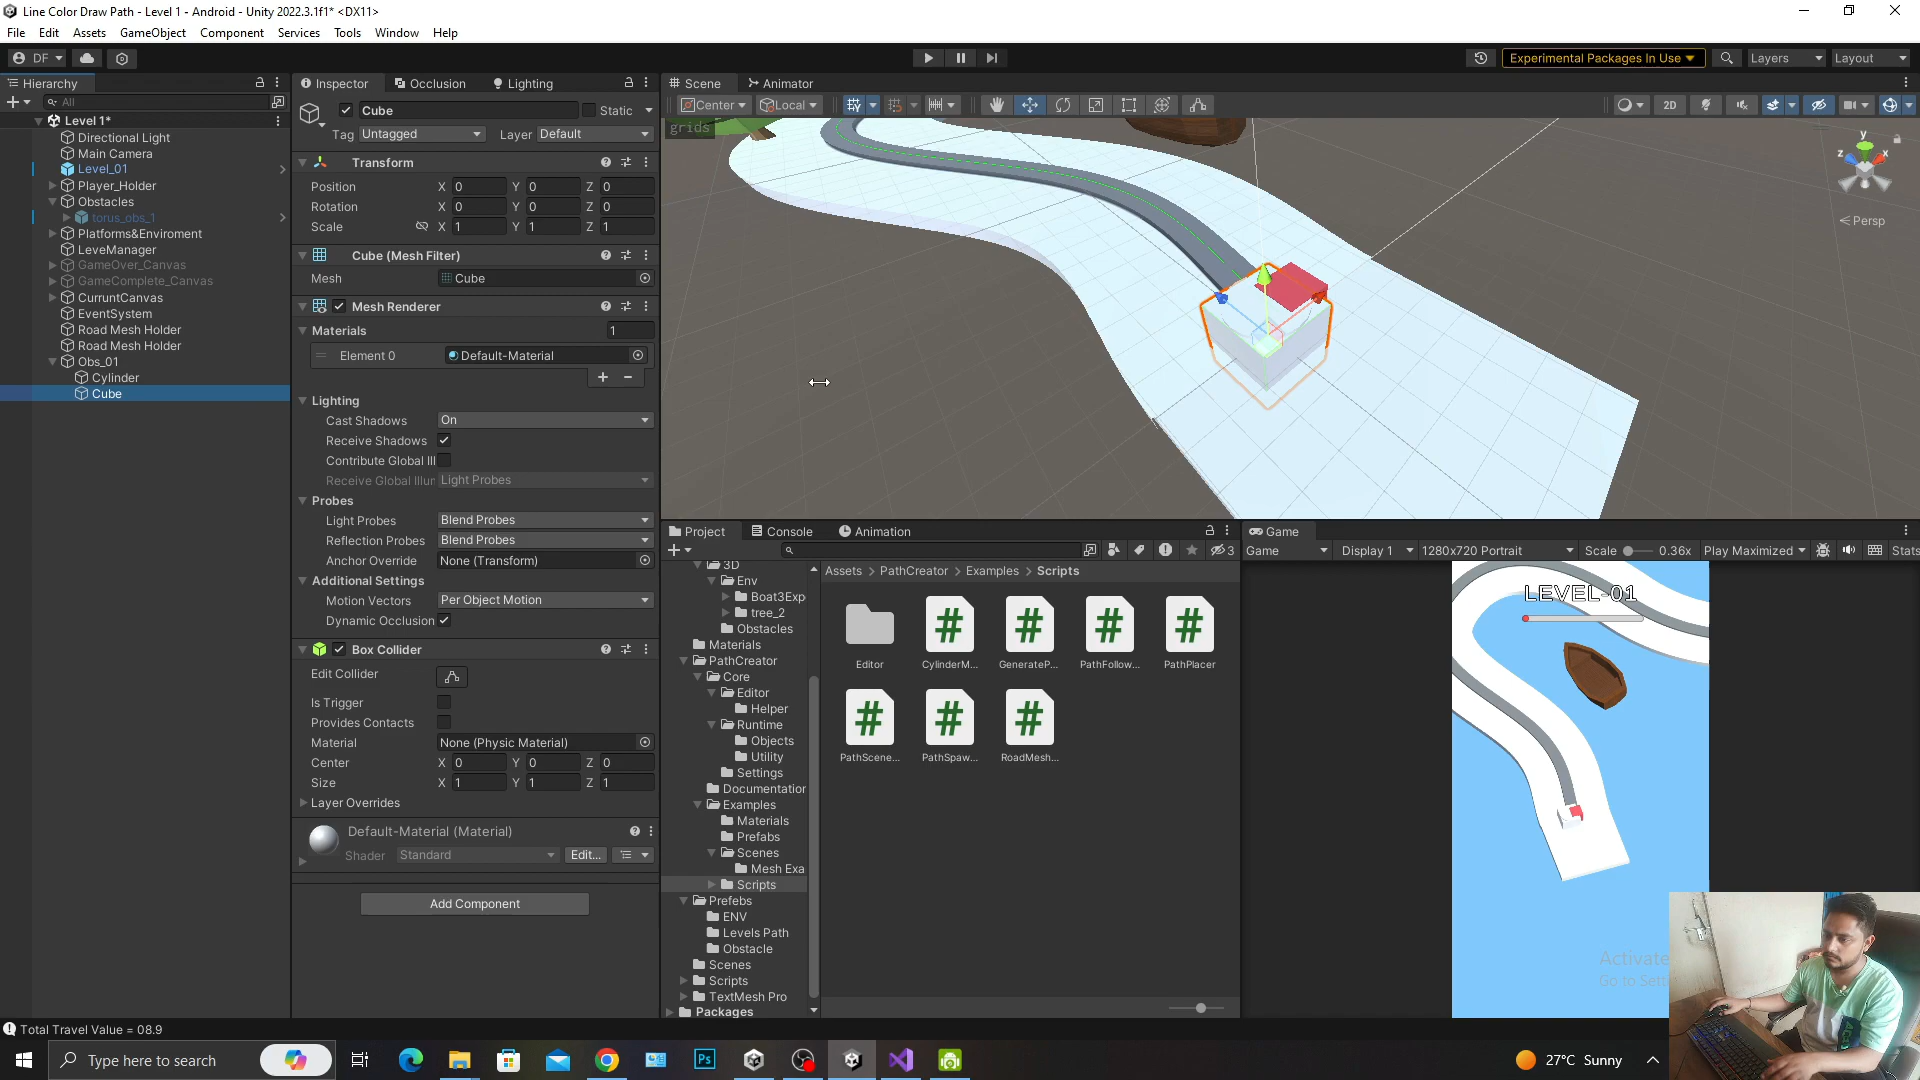 Line Color Draw Path - Level 1 - Android - Unity 2022.3.1f1* <DX11>
File Edit Assets GameObject Component Services Tools Window Help
DF Experimental Packages In Use Layers Layout
Hierarchy
All
Level 1*
Directional Light
Main Camera
Level_01
Player_Holder
Obstacles
torus_obs_1
Platforms&Enviroment
LeveManager
GameOver_Canvas
GameComplete_Canvas
CurruntCanvas
EventSystem
Road Mesh Holder
Road Mesh Holder
Obs_01
Cylinder
Cube
Inspector Occlusion Lighting
Cube Static
Tag Untagged Layer Default
Transform
Position X 0 Y 0 Z 0
Rotation X 0 Y 0 Z 0
Scale X 1 Y 1 Z 1
Cube (Mesh Filter)
Mesh Cube
Mesh Renderer
Materials 1
Element 0 Default-Material
Lighting
Cast Shadows On
Receive Shadows
Contribute Global Ill
Receive Global Illum Light Probes
Probes
Light Probes Blend Probes
Reflection Probes Blend Probes
Anchor Override None (Transform)
Additional Settings
Motion Vectors Per Object Motion
Dynamic Occlusion
Box Collider
Edit Collider
Is Trigger
Provides Contacts
Material None (Physic Material)
Center X 0 Y 0 Z 0
Size X 1 Y 1 Z 1
Layer Overrides
Default-Material (Material)
Shader Standard Edit...
Add Component
Scene Animator
Center Local 2D
grids
y
z x
Persp
Project Console Animation
3
3D
Env
Boat3Exp
tree_2
Obstacles
Materials
PathCreator
Core
Editor
Helper
Runtime
Objects
Utility
Settings
Documentation
Examples
Materials
Prefabs
Scenes
Mesh Exa
Scripts
Prefebs
ENV
Levels Path
Obstacle
Scenes
Scripts
TextMesh Pro
Packages
Assets > PathCreator > Examples > Scripts
Editor CylinderM... GenerateP... PathFollow... PathPlacer
PathScene... PathSpaw... RoadMesh...
Game
Game Display 1 1280x720 Portrait Scale 0.36x Play Maximized Stats
LEVEL-01
Activate
Go to Sett
Total Travel Value = 08.9
Type here to search
Ps
27°C Sunny